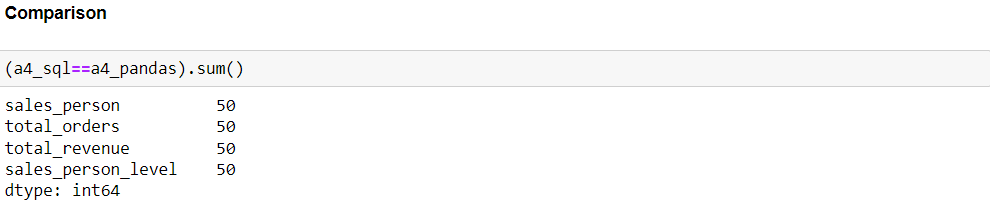 Comparison
(a4_sql==a4_pandas).sum()
sales_person 50
total_orders 50
total_revenue 50
sales_person_level 50
dtype: int64